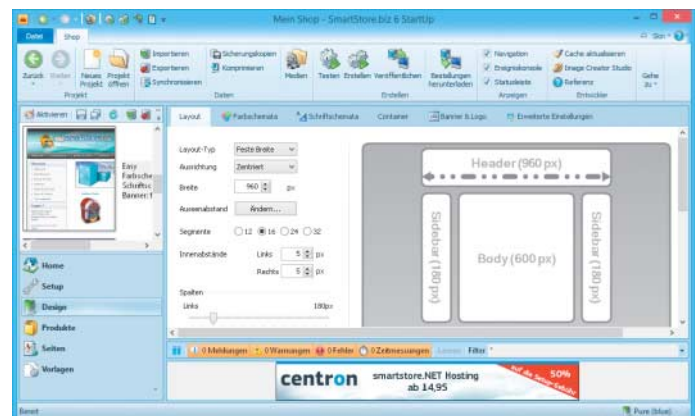 Mein Shop - SmartStore.biz 6 StartUp
Datei Shop
Skin
Zurück Weiter Neues Projekt Projekt öffnen
Importieren
Exportieren
Synchronisieren
Sicherungskopien
Komprimieren
Medien Testen Erstellen Veröffentlichen Bestellungen herunterladen
Navigation
Ereigniskonsole
Statusleiste
Cache aktualisieren
Image Creator Studio
Referenz
Gehe zu
Projekt Daten Erstellen Anzeigen Entwickler
Aktivieren
Layout Farbschemata Schriftschemata Container Banner & Logo Erweiterte Einstellungen
Easy
Farbsche
Schriftsc
Banner:
Layout-Typ Feste Breite
Ausrichtung Zentriert
Breite 960 px
Aussenabstand Ändern...
Segmente 12 16 24 32
Innenabstände Links 5 px
Rechts 5 px
Spalten
Links 180px
Header (960 px)
Sidebar (180 px)
Body (600 px)
Sidebar (180 px)
Home
Setup
Design
Produkte
Seiten
Vorlagen
0 Meldungen 0 Warnungen 0 Fehler 0 Zeitmessungen Leeren Filter
centron smartstore.NET Hosting
ab 14,95
50%
auf die Setup-Gebühr
Bereit
Pure (blue)